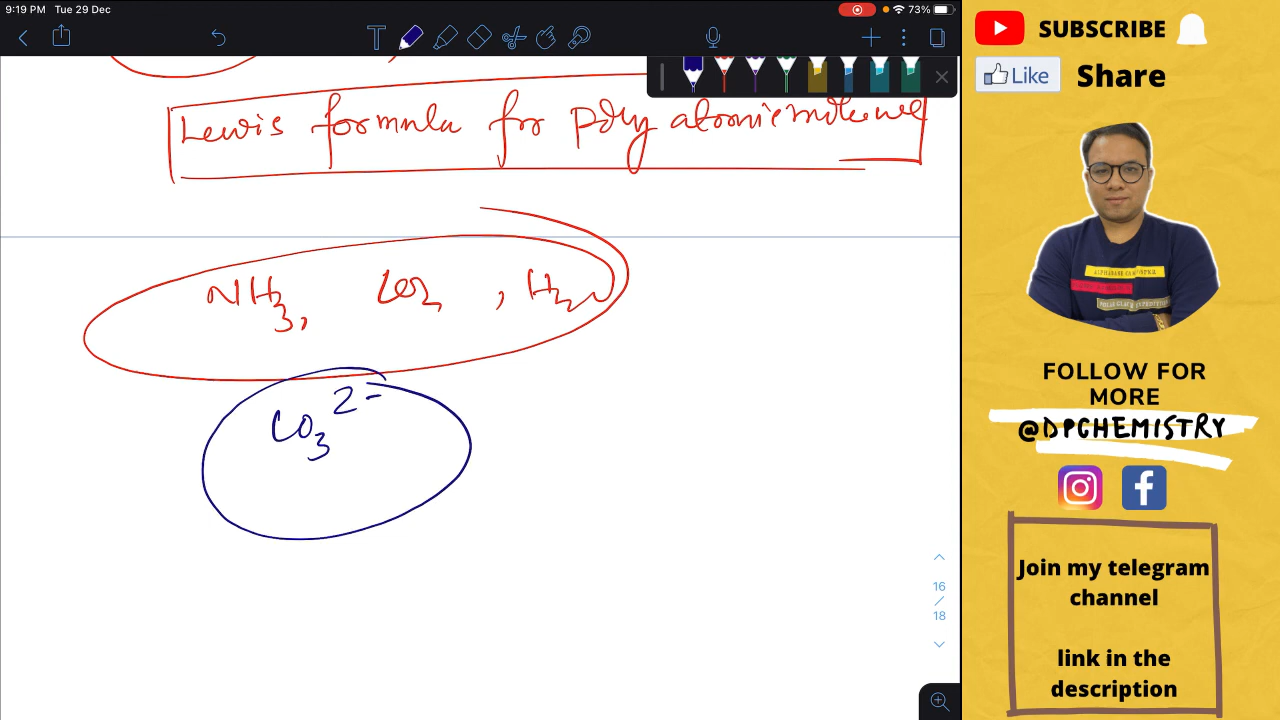 9:19 PM Tue 29 Dec
73%
Lewis formula for poly atomic molecule
NH3, CO2, H2O
CO3 2-
16
/
18
SUBSCRIBE
Like Share
FOLLOW FOR
MORE
@DPCHEMISTRY
Join my telegram
channel
link in the
description